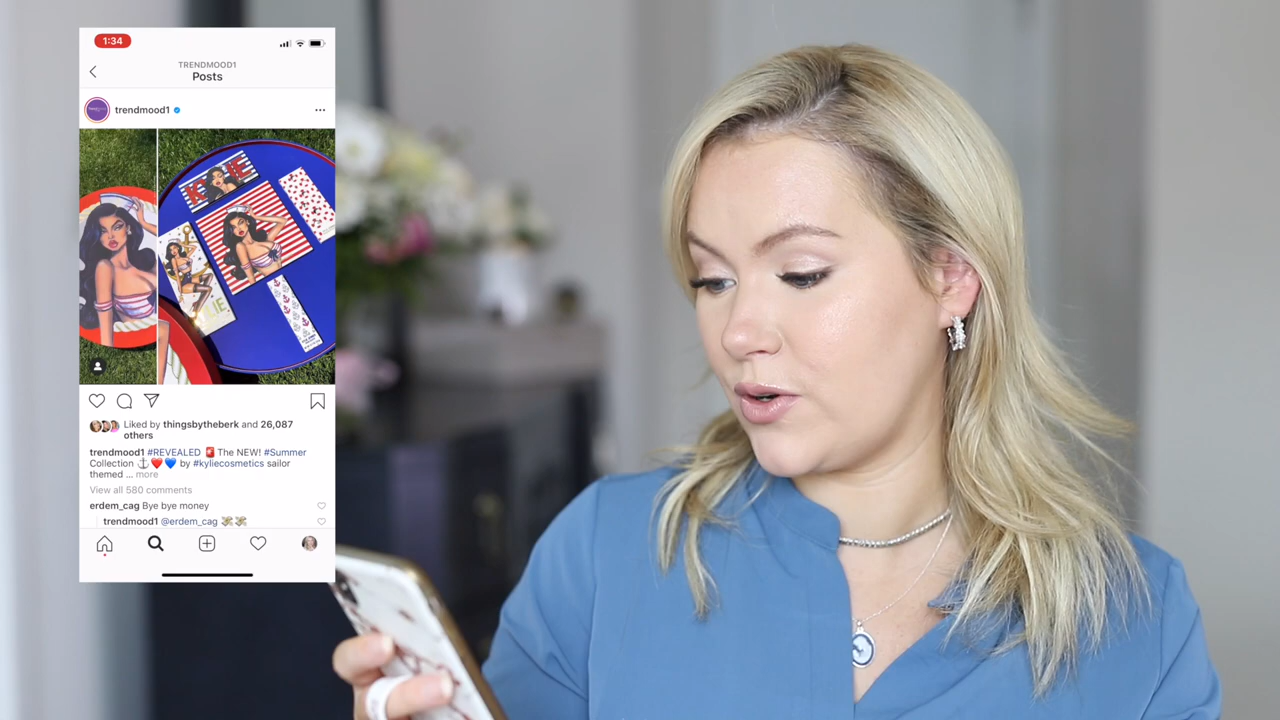 1:34
TRENDMOOD1
Posts
trendmood1
KYLIE
Liked by thingsbytheberk and 26,087
others
trendmood1 #REVEALED 🚨 The NEW! #Summer
Collection ⚓❤️💙 by #kyliecosmetics sailor
themed ... more
View all 580 comments
erdem_cag Bye bye money
trendmood1 @erdem_cag 💸💸